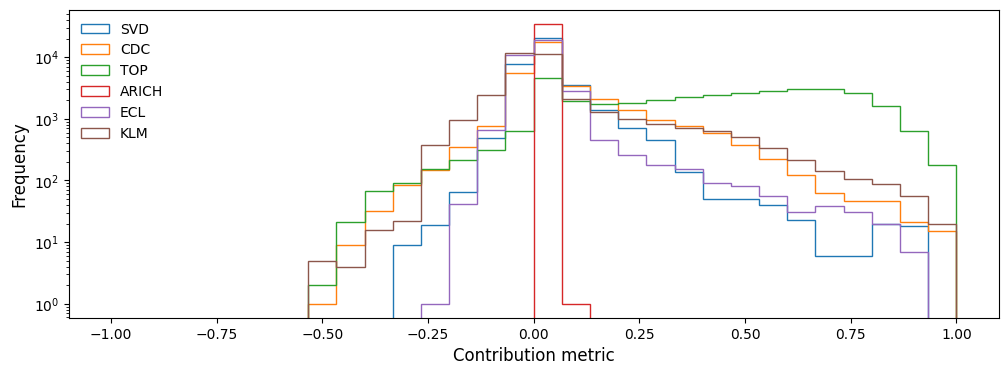 SVD
CDC
TOP
ARICH
ECL
KLM
Frequency
10⁴
10³
10²
10¹
10⁰
−1.00 −0.75 −0.50 −0.25 0.00 0.25 0.50 0.75 1.00
Contribution metric